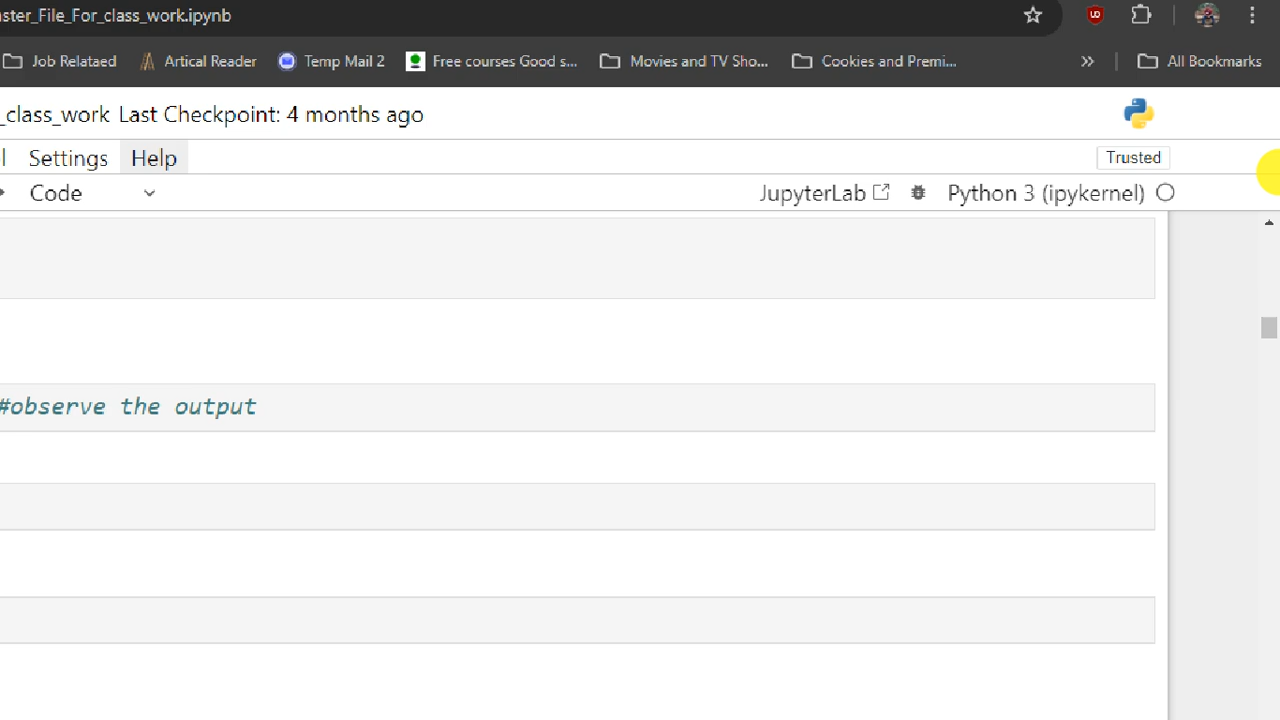 ster_File_For_class_work.ipynb
Job Relataed Artical Reader Temp Mail 2 Free courses Good s... Movies and TV Sho... Cookies and Premi... » All Bookmarks
_class_work Last Checkpoint: 4 months ago
Settings Help Trusted
Code JupyterLab Python 3 (ipykernel)
#observe the output